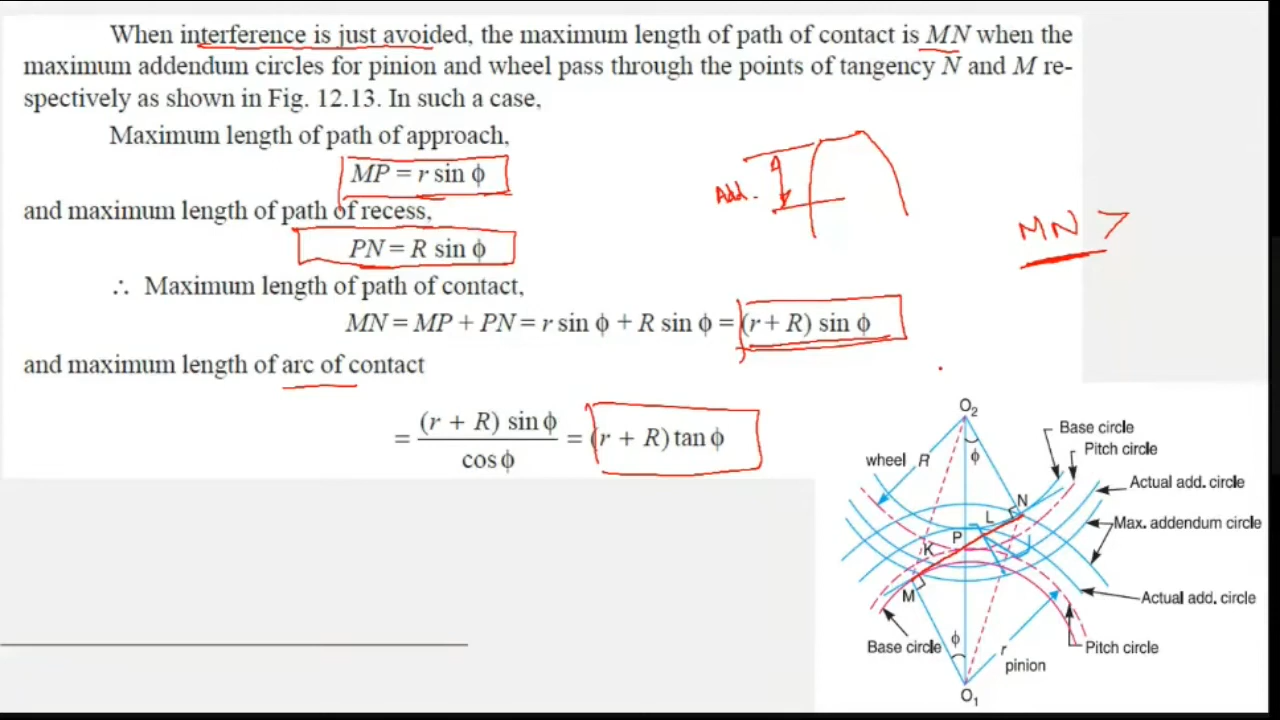 When interference is just avoided, the maximum length of path of contact is MN when the
maximum addendum circles for pinion and wheel pass through the points of tangency N and M re-
spectively as shown in Fig. 12.13. In such a case,
Maximum length of path of approach,
MP = r sin ϕ
and maximum length of path of recess,
PN = R sin ϕ
∴ Maximum length of path of contact,
MN = MP + PN = r sin ϕ + R sin ϕ = (r + R) sin ϕ
and maximum length of arc of contact
= (r + R) sin ϕ / cos ϕ = (r + R) tan ϕ
Add.
MN >
O₂
Base circle
Pitch circle
ϕ
wheel R
Actual add. circle
N
L
Max. addendum circle
P
K
M
Actual add. circle
Base circle
ϕ
r
pinion
Pitch circle
O₁